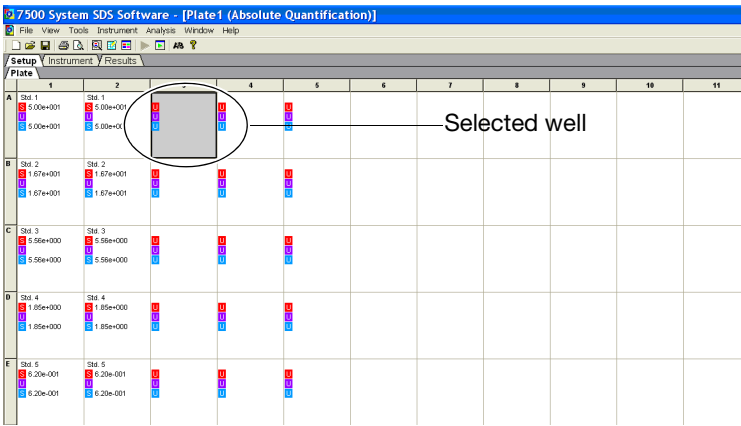 7500 System SDS Software - [Plate1 (Absolute Quantification)]
File View Tools Instrument Analysis Window Help
Setup Instrument Results
Plate
1 2 3 4 5 6 7 8 9 10 11
A Std. 1 Std. 1
S 5.00e+001 S 5.00e+001 U U U
U U U U U
S 5.00e+001 S 5.00e+00 U U U
Selected well
B Std. 2 Std. 2
S 1.67e+001 S 1.67e+001 U U U
U U U U U
S 1.67e+001 S 1.67e+001 U U U
C Std. 3 Std. 3
S 5.56e+000 S 5.56e+000 U U U
U U U U U
S 5.56e+000 S 5.56e+000 U U U
D Std. 4 Std. 4
S 1.85e+000 S 1.85e+000 U U U
U U U U U
S 1.85e+000 S 1.85e+000 U U U
E Std. 5 Std. 5
S 6.20e-001 S 6.20e-001 U U U
U U U U U
S 6.20e-001 S 6.20e-001 U U U